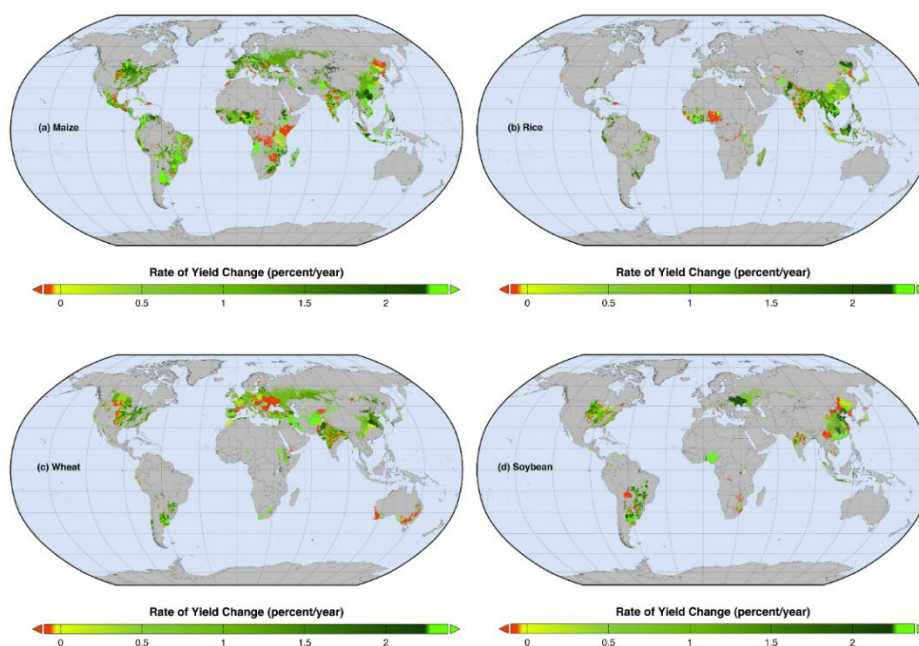 (a) Maize
(b) Rice
Rate of Yield Change (percent/year)
0 0.5 1 1.5 2
Rate of Yield Change (percent/year)
0 0.5 1 1.5 2
(c) Wheat
(d) Soybean
Rate of Yield Change (percent/year)
0 0.5 1 1.5 2
Rate of Yield Change (percent/year)
0 0.5 1 1.5 2